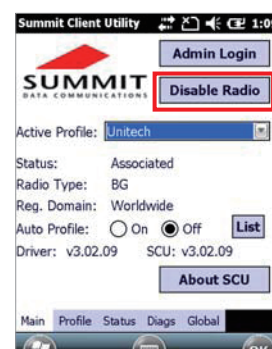 Summit Client Utility 1:09
Admin Login
SUMMIT
DATA COMMUNICATIONS
Disable Radio
Active Profile: Unitech
Status: Associated
Radio Type: BG
Reg. Domain: Worldwide
Auto Profile: On Off List
Driver: v3.02.09 SCU: v3.02.09
About SCU
Main Profile Status Diags Global
OK